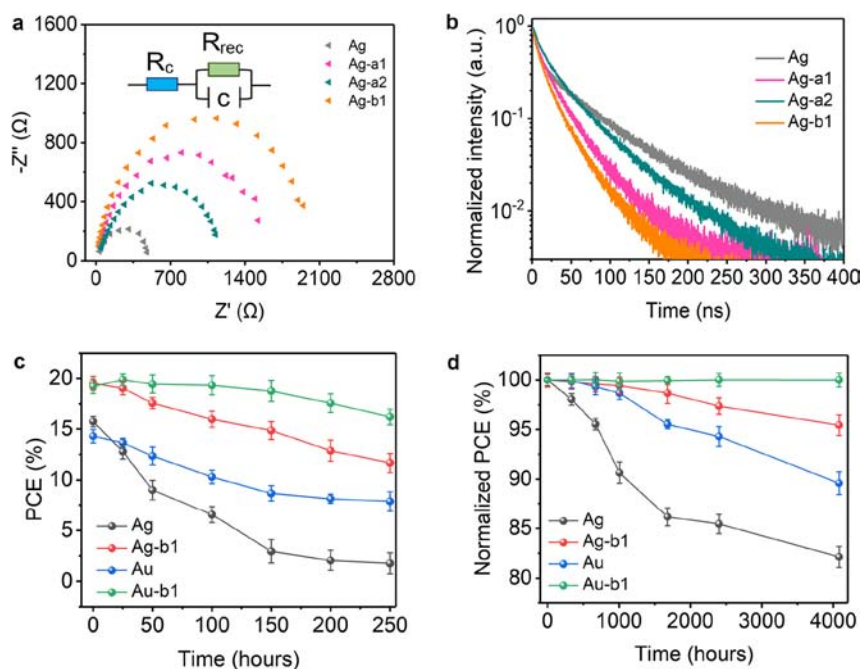 a
1600
1200
800
400
0
-Z'' (Ω)
R_c
R_rec
c
Ag
Ag-a1
Ag-a2
Ag-b1
0 700 1400 2100 2800
Z' (Ω)
b
10^0
10^-1
10^-2
Normalized intensity (a.u.)
Ag
Ag-a1
Ag-a2
Ag-b1
0 50 100 150 200 250 300 350 400
Time (ns)
c
20
15
10
5
0
PCE (%)
Ag
Ag-b1
Au
Au-b1
0 50 100 150 200 250
Time (hours)
d
100
95
90
85
80
Normalized PCE (%)
Ag
Ag-b1
Au
Au-b1
0 1000 2000 3000 4000
Time (hours)